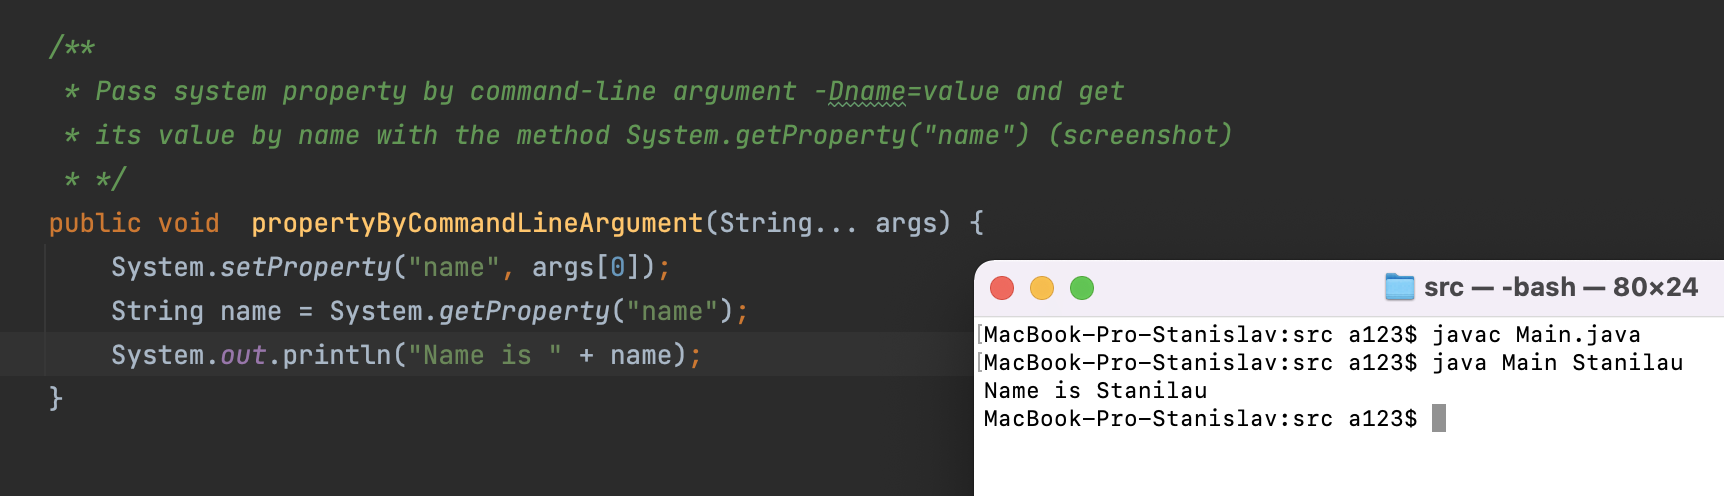 /**
* Pass system property by command-line argument -Dname=value and get
* its value by name with the method System.getProperty("name") (screenshot)
* */
public void  propertyByCommandLineArgument(String... args) {
System.setProperty("name", args[0]);
String name = System.getProperty("name");
System.out.println("Name is " + name);
}
src — -bash — 80×24
[MacBook-Pro-Stanislav:src a123$ javac Main.java
[MacBook-Pro-Stanislav:src a123$ java Main Stanilau
Name is Stanilau
MacBook-Pro-Stanislav:src a123$